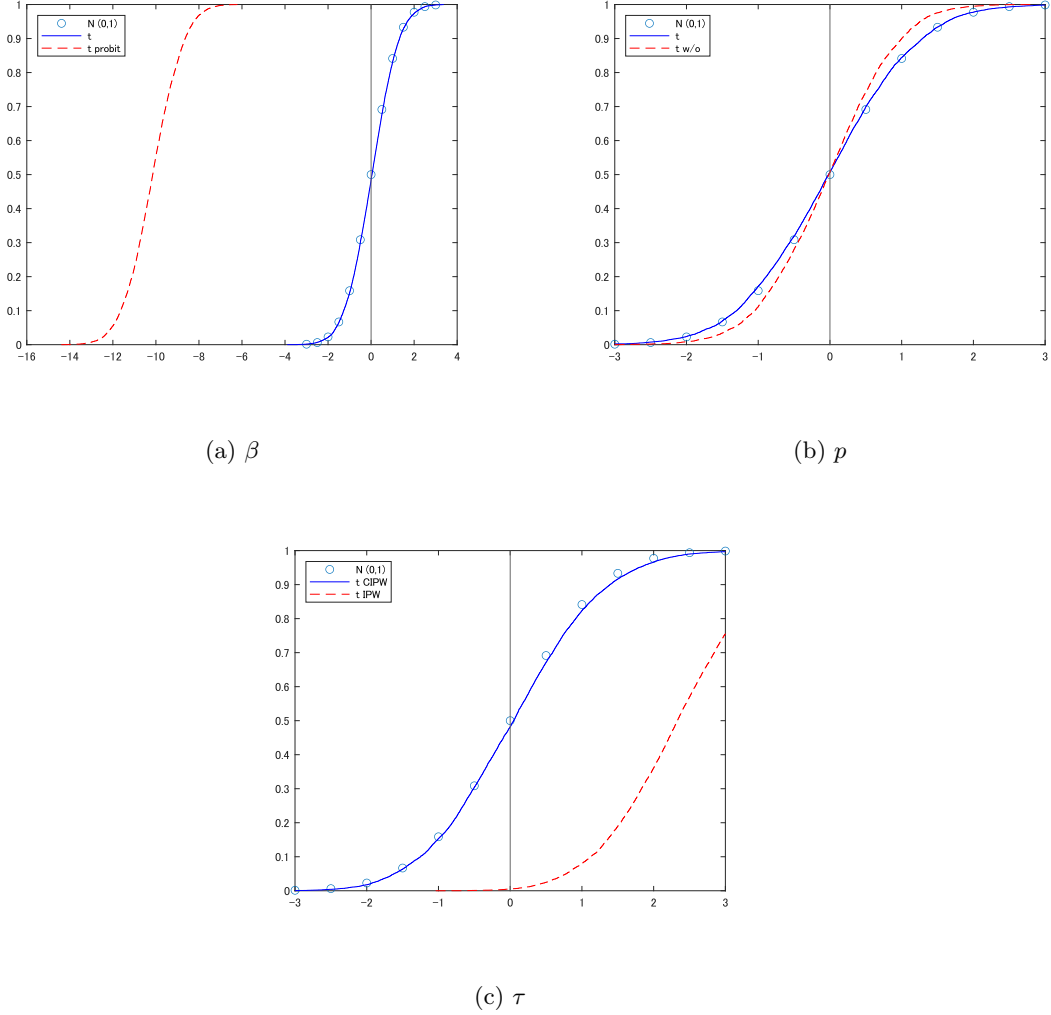 1
0.9
0.8
0.7
0.6
0.5
0.4
0.3
0.2
0.1
0
-16 -14 -12 -10 -8 -6 -4 -2 0 2 4
N (0,1)
t
t probit
(a) β
1
0.9
0.8
0.7
0.6
0.5
0.4
0.3
0.2
0.1
0
-3 -2 -1 0 1 2 3
N (0,1)
t
t w/o
(b) p
1
0.9
0.8
0.7
0.6
0.5
0.4
0.3
0.2
0.1
0
-3 -2 -1 0 1 2 3
N (0,1)
t CIPW
t IPW
(c) τ